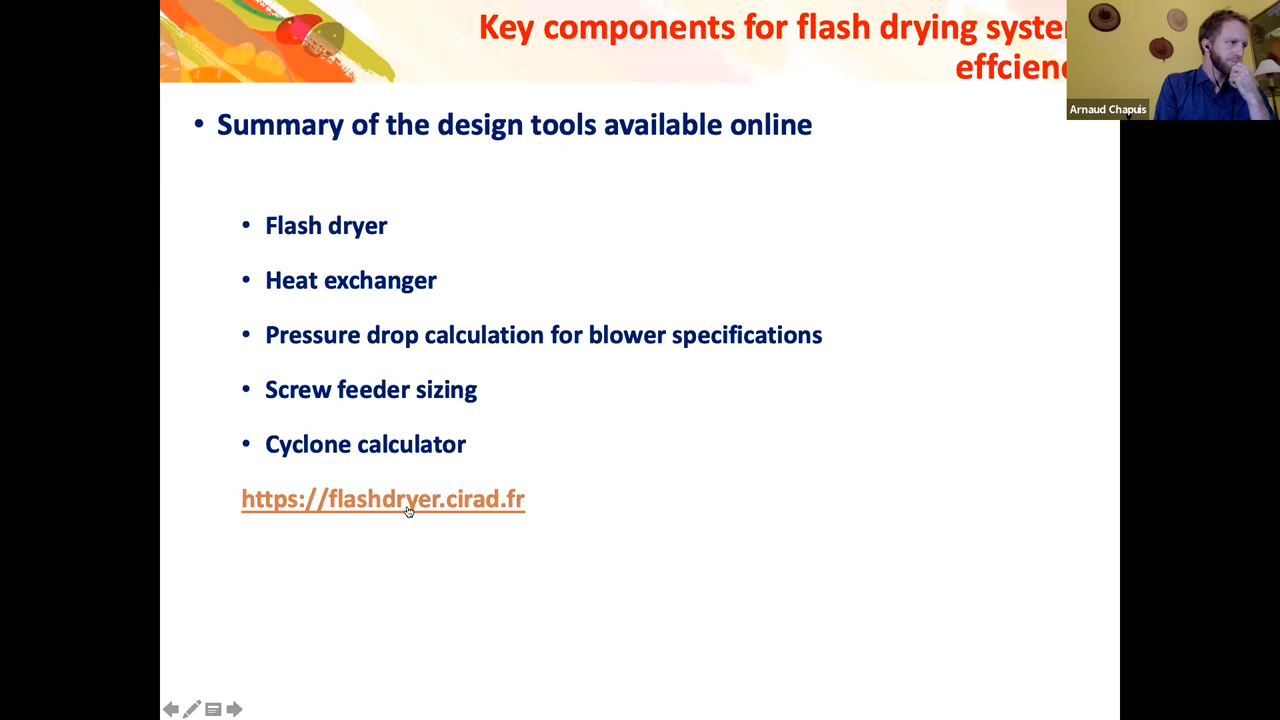 Key components for flash drying
effcien
Arnaud Chapuis
• Summary of the design tools available online
• Flash dryer
• Heat exchanger
• Pressure drop calculation for blower specifications
• Screw feeder sizing
• Cyclone calculator
https://flashdryer.cirad.fr